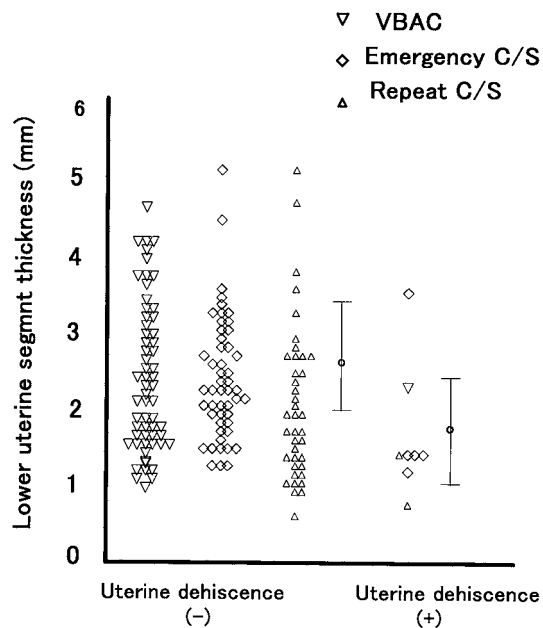 VBAC
Emergency C/S
Repeat C/S
Lower uterine segmnt thickness (mm)
6
5
4
3
2
1
0
Uterine dehiscence
(-)
Uterine dehiscence
(+)